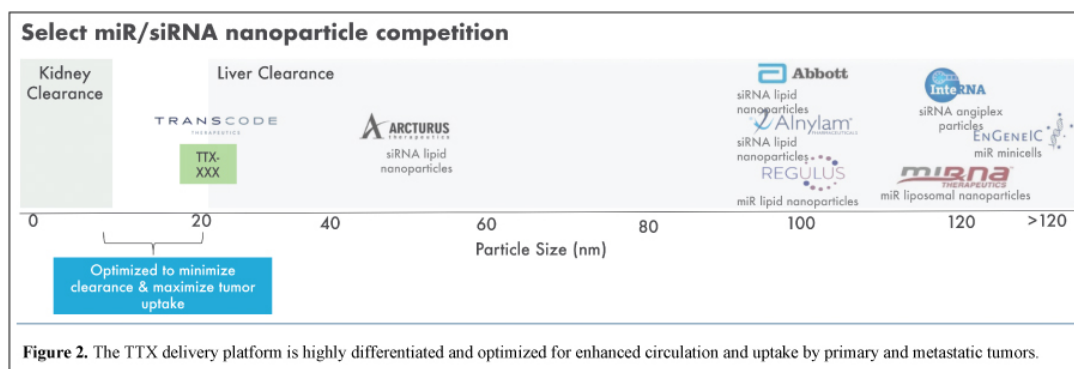 Select miR/siRNA nanoparticle competition
Kidney
Clearance
Liver Clearance
TRANSCODE
THERAPEUTICS
TTX-
XXX
ARCTURUS
therapeutics
siRNA lipid
nanoparticles
Abbott
siRNA lipid
nanoparticles
Alnylam
PHARMACEUTICALS
siRNA lipid
nanoparticles
REGULUS
miR lipid nanoparticles
InteRNA
siRNA angiplex
particles
ENGENEIC
miR minicells
miRna
THERAPEUTICS
miR liposomal nanoparticles
0 20 40 60 80 100 120 >120
Particle Size (nm)
Optimized to minimize
clearance & maximize tumor
uptake
Figure 2. The TTX delivery platform is highly differentiated and optimized for enhanced circulation and uptake by primary and metastatic tumors.